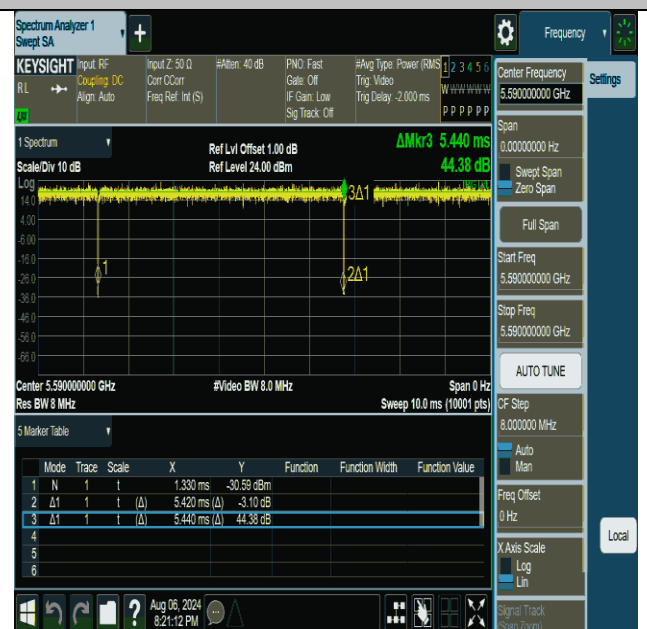 Spectrum Analyzer 1
Swept SA
Frequency
KEYSIGHT
RL
Input: RF
Coupling: DC
Align: Auto
Input Z: 50 Ω
Corr CCorr
Freq Ref: Int (S)
#Atten: 40 dB
PNO: Fast
Gate: Off
IF Gain: Low
Sig Track: Off
#Avg Type: Power (RMS
Trig: Video
Trig Delay: -2.000 ms
1 2 3 4 5 6
W W W W W W
P P P P P P
Center Frequency
5.590000000 GHz
Settings
Span
0.00000000 Hz
Swept Span
Zero Span
Full Span
Start Freq
5.590000000 GHz
Stop Freq
5.590000000 GHz
AUTO TUNE
CF Step
8.000000 MHz
Auto
Man
Freq Offset
0 Hz
X Axis Scale
Log
Lin
Signal Track
(Span Zoom)
Local
1 Spectrum
Scale/Div 10 dB
Log
Ref Lvl Offset 1.00 dB
Ref Level 24.00 dBm
ΔMkr3 5.440 ms
44.38 dB
14.0
4.00
-6.00
-16.0
-26.0
-36.0
-46.0
-56.0
-66.0
1
3Δ1
2Δ1
Center 5.590000000 GHz
Res BW 8 MHz
#Video BW 8.0 MHz
Span 0 Hz
Sweep 10.0 ms (10001 pts)
5 Marker Table
Mode Trace Scale X Y Function Function Width Function Value
1 N 1 t 1.330 ms -30.59 dBm
2 Δ1 1 t (Δ) 5.420 ms (Δ) -3.10 dB
3 Δ1 1 t (Δ) 5.440 ms (Δ) 44.38 dB
4
5
6
Aug 06, 2024
8:21:12 PM